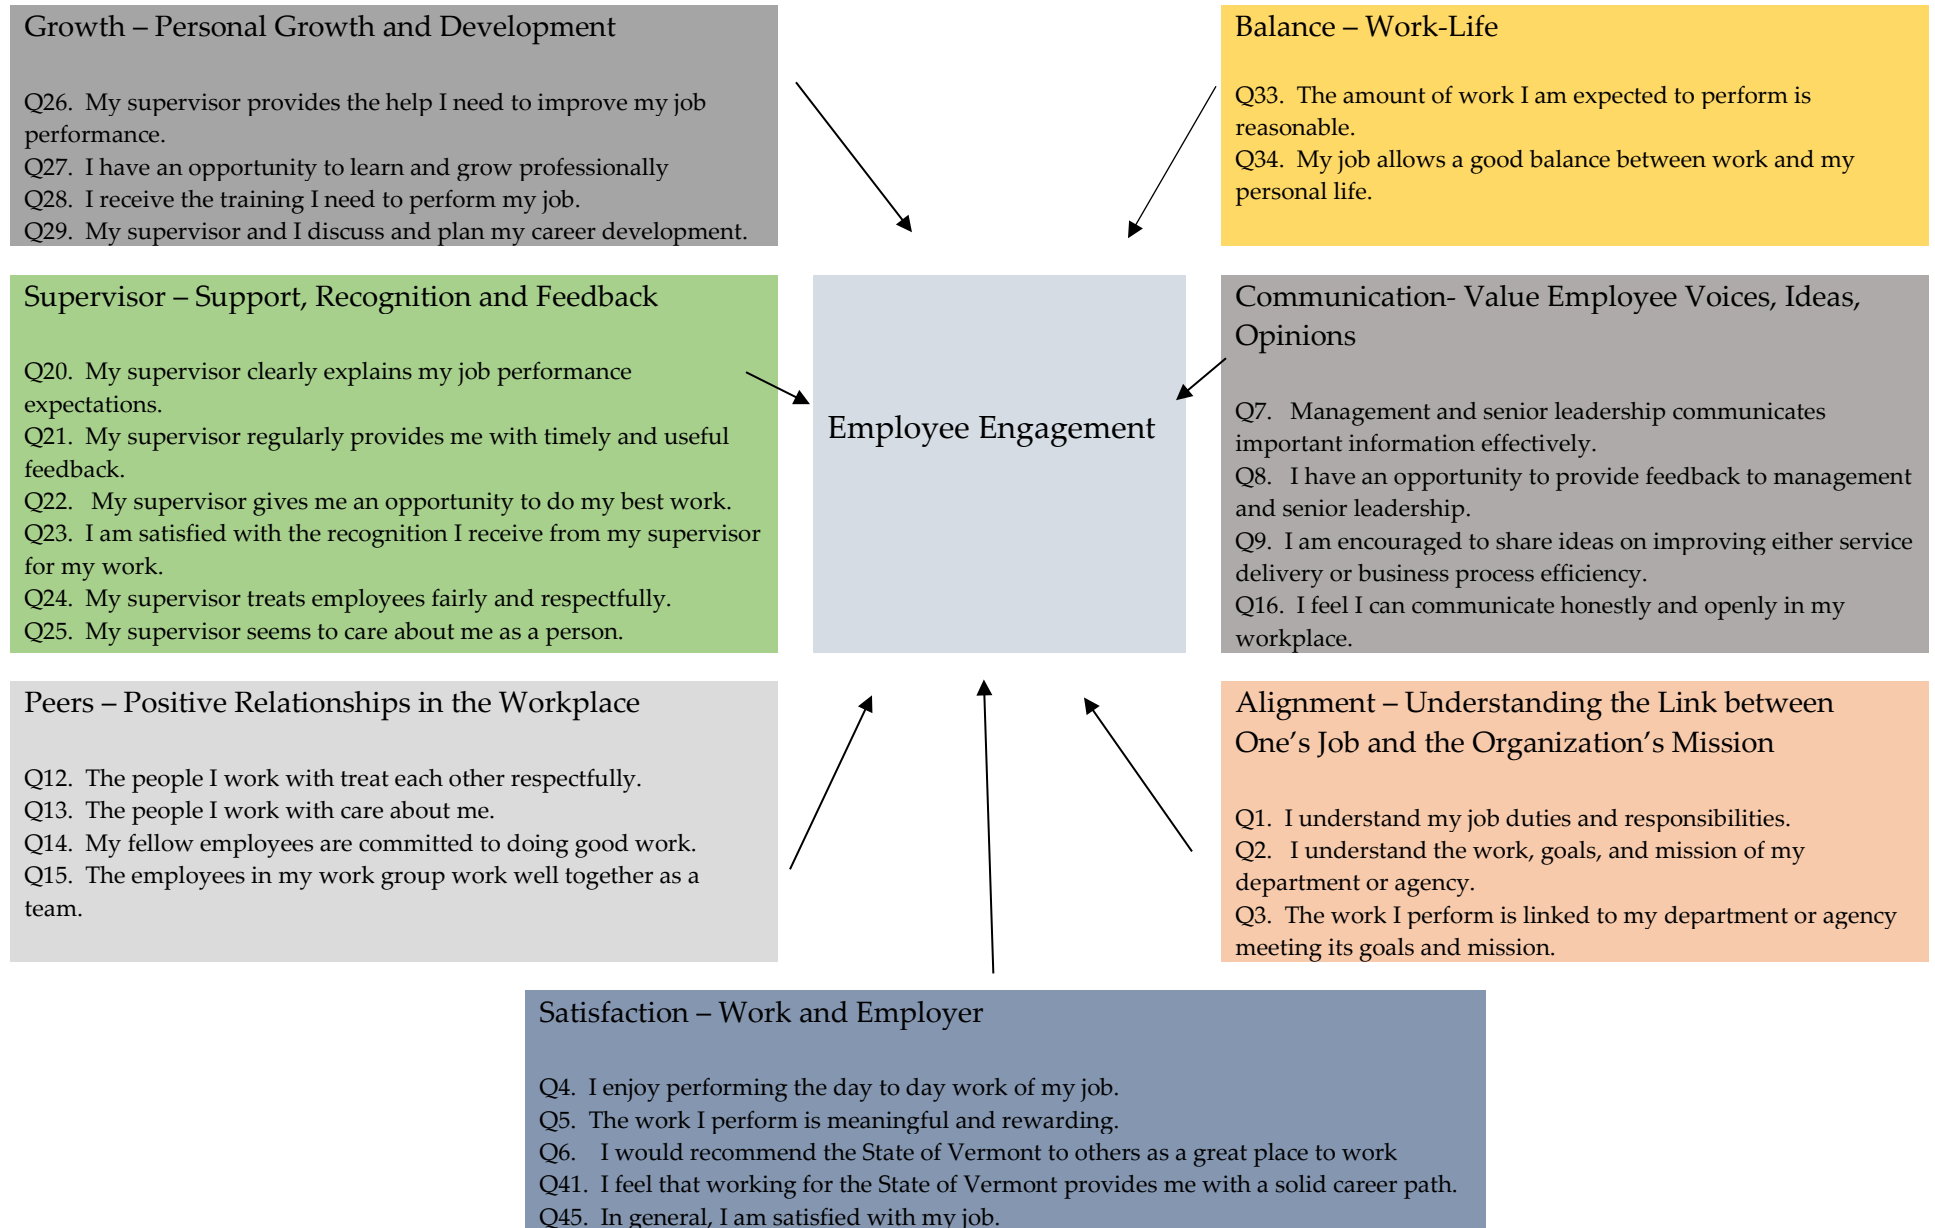 Growth – Personal Growth and Development
Q26.  My supervisor provides the help I need to improve my job
performance.
Q27.  I have an opportunity to learn and grow professionally
Q28.  I receive the training I need to perform my job.
Q29.  My supervisor and I discuss and plan my career development.
Balance – Work-Life
Q33.  The amount of work I am expected to perform is
reasonable.
Q34.  My job allows a good balance between work and my
personal life.
Supervisor – Support, Recognition and Feedback
Q20.  My supervisor clearly explains my job performance
expectations.
Q21.  My supervisor regularly provides me with timely and useful
feedback.
Q22.   My supervisor gives me an opportunity to do my best work.
Q23.  I am satisfied with the recognition I receive from my supervisor
for my work.
Q24.  My supervisor treats employees fairly and respectfully.
Q25.  My supervisor seems to care about me as a person.
Employee Engagement
Communication- Value Employee Voices, Ideas,
Opinions
Q7.   Management and senior leadership communicates
important information effectively.
Q8.   I have an opportunity to provide feedback to management
and senior leadership.
Q9.  I am encouraged to share ideas on improving either service
delivery or business process efficiency.
Q16.  I feel I can communicate honestly and openly in my
workplace.
Peers – Positive Relationships in the Workplace
Q12.  The people I work with treat each other respectfully.
Q13.  The people I work with care about me.
Q14.  My fellow employees are committed to doing good work.
Q15.  The employees in my work group work well together as a
team.
Alignment – Understanding the Link between
One’s Job and the Organization’s Mission
Q1.  I understand my job duties and responsibilities.
Q2.   I understand the work, goals, and mission of my
department or agency.
Q3.  The work I perform is linked to my department or agency
meeting its goals and mission.
Satisfaction – Work and Employer
Q4.  I enjoy performing the day to day work of my job.
Q5.  The work I perform is meaningful and rewarding.
Q6.   I would recommend the State of Vermont to others as a great place to work
Q41.  I feel that working for the State of Vermont provides me with a solid career path.
Q45.  In general, I am satisfied with my job.